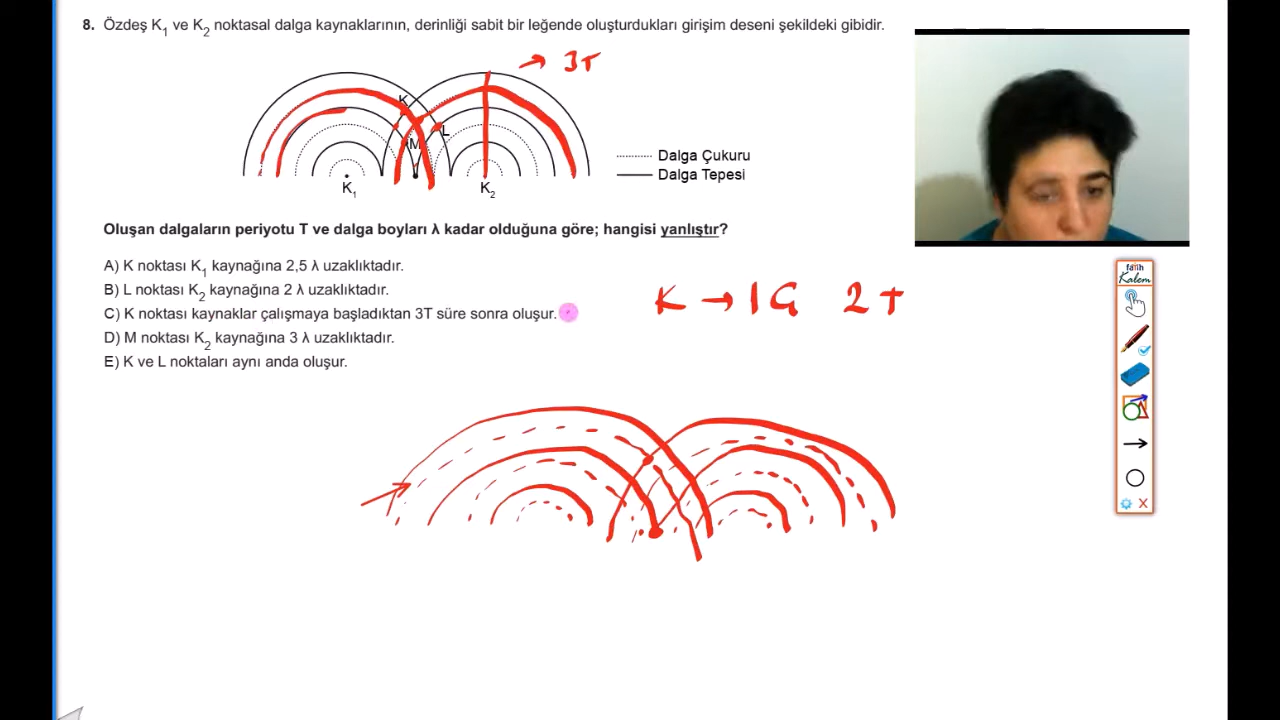 8. Özdeş K1 ve K2 noktasal dalga kaynaklarının, derinliği sabit bir leğende oluşturdukları girişim deseni şekildeki gibidir.
→ 3T
K
L
M
K1
K2
Dalga Çukuru
Dalga Tepesi
Oluşan dalgaların periyotu T ve dalga boyları λ kadar olduğuna göre; hangisi yanlıştır?
A) K noktası K1 kaynağına 2,5 λ uzaklıktadır.
B) L noktası K2 kaynağına 2 λ uzaklıktadır.
C) K noktası kaynaklar çalışmaya başladıktan 3T süre sonra oluşur.
D) M noktası K2 kaynağına 3 λ uzaklıktadır.
E) K ve L noktaları aynı anda oluşur.
K → 1G 2T
fatih
Kalem